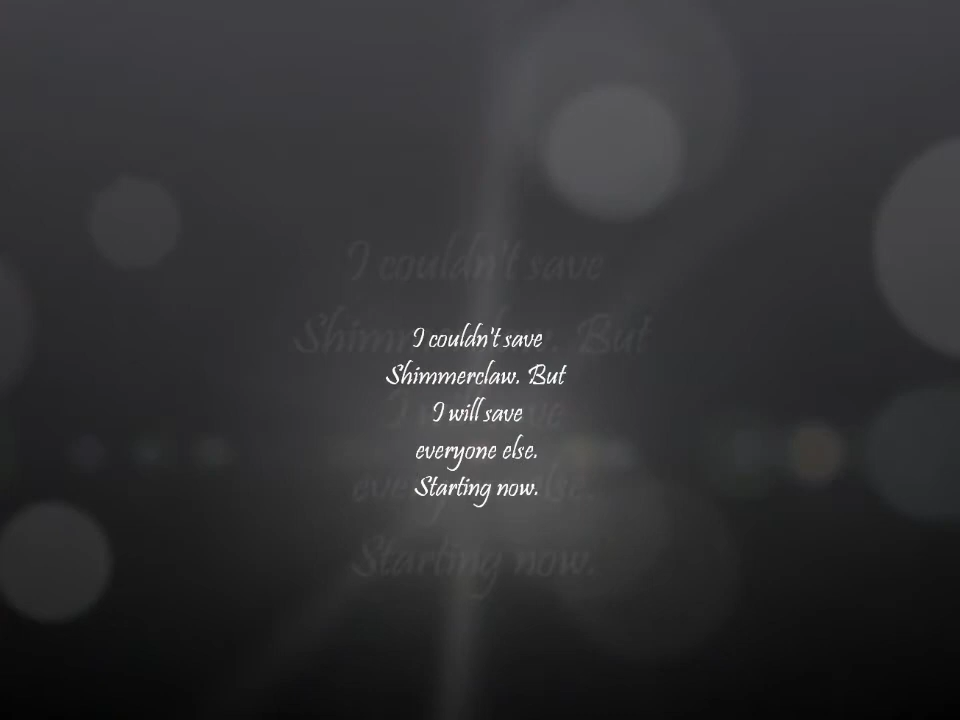 I couldn't save
Shimmerclaw. But
I will save
everyone else.
Starting now.